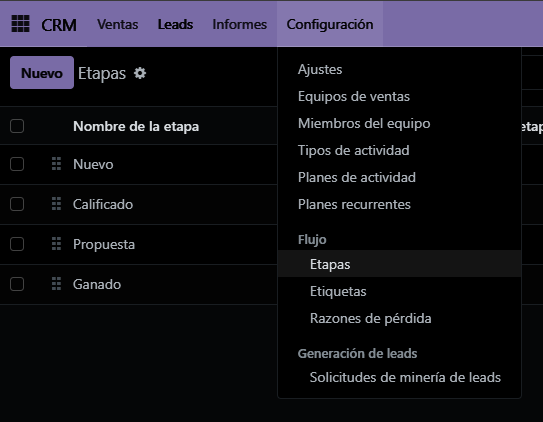 CRM Ventas Leads Informes Configuración
Nuevo Etapas
Ajustes
Equipos de ventas
Miembros del equipo
Tipos de actividad
Planes de actividad
Planes recurrentes
Flujo
Etapas
Etiquetas
Razones de pérdida
Generación de leads
Solicitudes de minería de leads
Nombre de la etapa
Nuevo
Calificado
Propuesta
Ganado